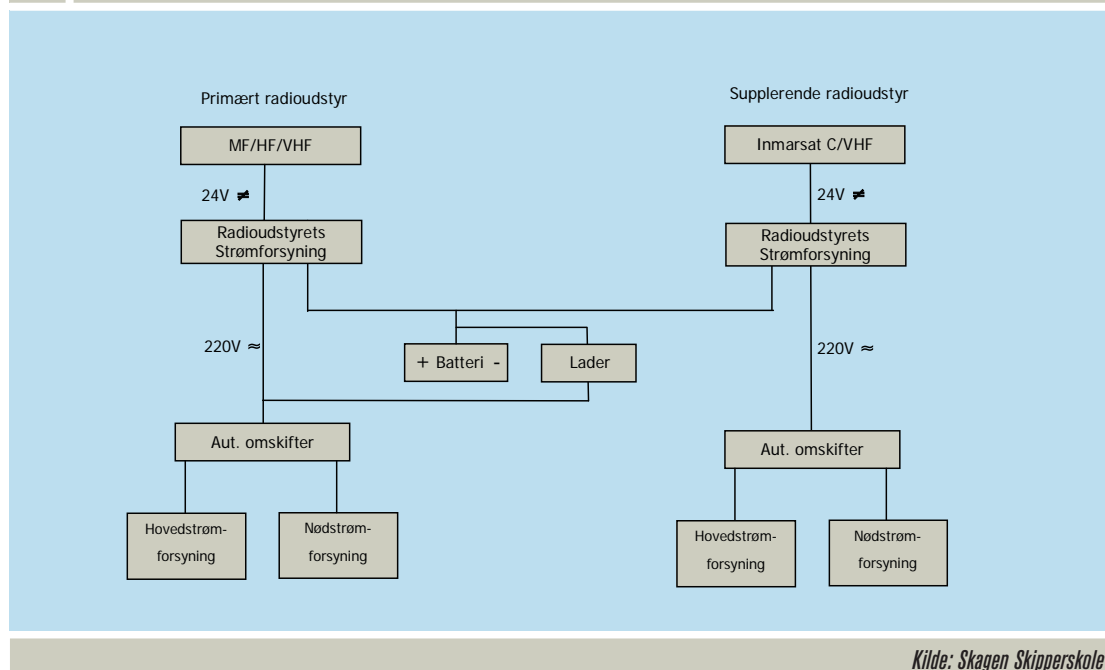 Primært radioudstyr
Supplerende radioudstyr
MF/HF/VHF
Inmarsat C/VHF
24V ≠
24V ≠
Radioudstyrets
Strømforsyning
Radioudstyrets
Strømforsyning
220V ≈
+ Batteri -
Lader
220V ≈
Aut. omskifter
Aut. omskifter
Hovedstrøm-
forsyning
Nødstrøm-
forsyning
Hovedstrøm-
forsyning
Nødstrøm-
forsyning
Kilde: Skagen Skipperskole